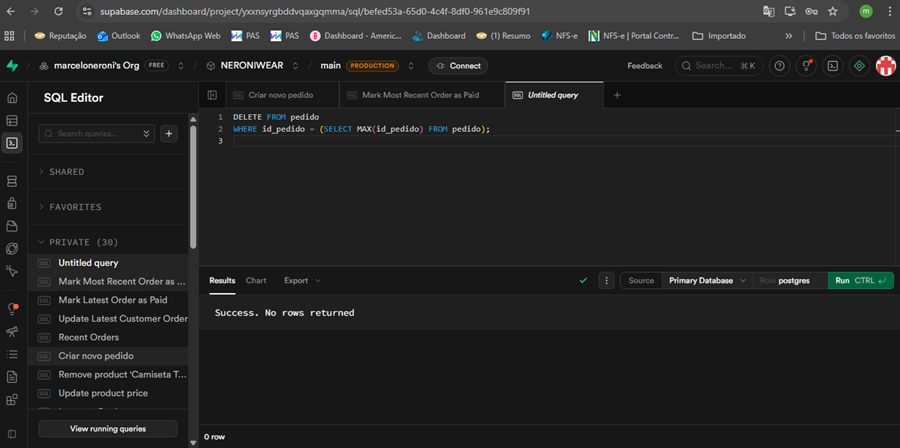 supabase.com/dashboard/project/yxxnsyrgbddvqaxgqmma/sql/befed53a-65d0-4c4f-8df0-961e9c809f91
m
Reputação Outlook WhatsApp Web PAS PAS Dashboard - Americ... Dashboard (1) Resumo NFS-e NFS-e | Portal Contr... Importado » Todos os favoritos
marceloneroni's Org FREE NERONIWEAR main PRODUCTION Connect Feedback Search... ⌘K
SQL Editor
Criar novo pedido Mark Most Recent Order as Paid Untitled query
Search queries...
SHARED
FAVORITES
PRIVATE (30)
Untitled query
Mark Most Recent Order as ...
Mark Latest Order as Paid
Update Latest Customer Order
Recent Orders
Criar novo pedido
Remove product 'Camiseta T...
Update product price
View running queries
1 DELETE FROM pedido
2 WHERE id_pedido = (SELECT MAX(id_pedido) FROM pedido);
3
Results Chart Export Source Primary Database Role postgres Run CTRL
Success. No rows returned
0 row